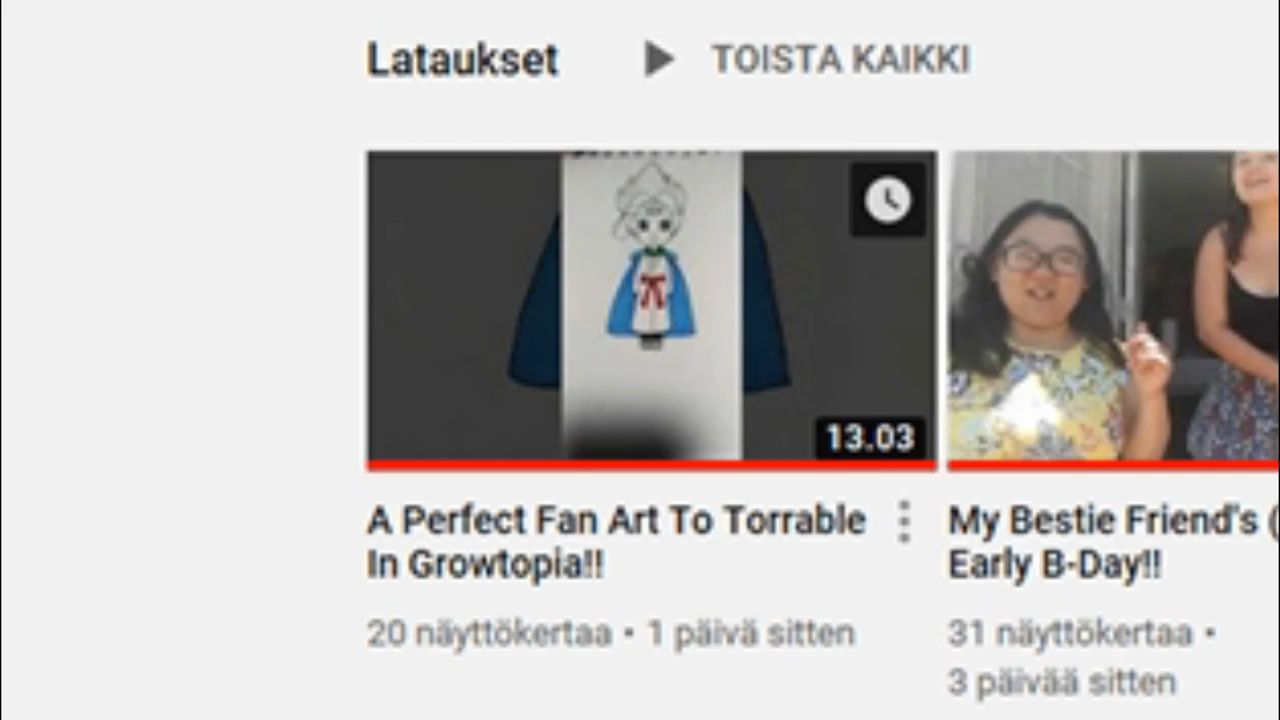 Lataukset
TOISTA KAIKKI
13.03
A Perfect Fan Art To Torrable
In Growtopia!!
20 näyttökertaa • 1 päivä sitten
My Bestie Friend's (
Early B-Day!!
31 näyttökertaa •
3 päivää sitten